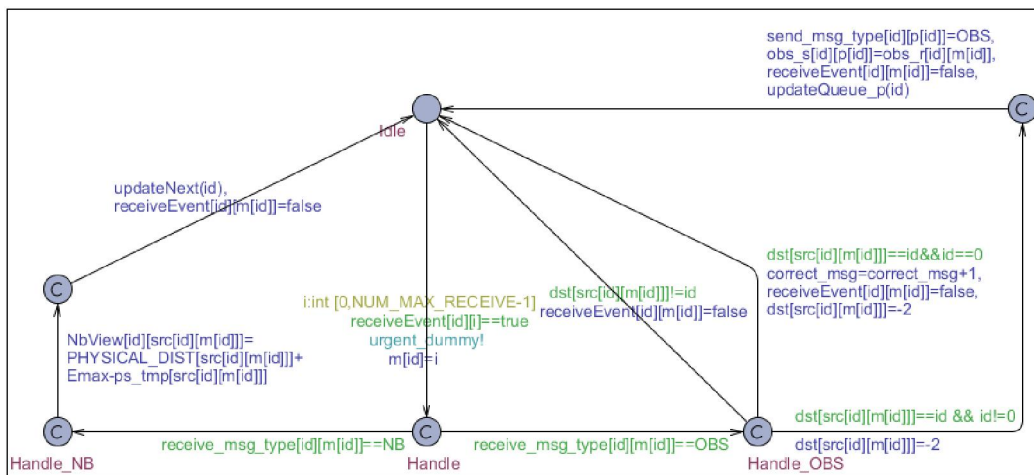 send_msg_type[id][p[id]]=OBS,
obs_s[id][p[id]]=obs_r[id][m[id]],
receiveEvent[id][m[id]]=false,
updateQueue_p(id)
C
Idle
updateNext(id),
receiveEvent[id][m[id]]=false
C
i:int [0,NUM_MAX_RECEIVE-1]
receiveEvent[id][i]==true
urgent_dummy!
m[id]=i
dst[src[id][m[id]]]!=id
receiveEvent[id][m[id]]=false
dst[src[id][m[id]]]==id&&id==0
correct_msg=correct_msg+1,
receiveEvent[id][m[id]]=false,
dst[src[id][m[id]]]=-2
NbView[id][src[id][m[id]]]=
PHYSICAL_DIST[src[id][m[id]]]+
Emax-ps_tmp[src[id][m[id]]]
C
receive_msg_type[id][m[id]]==NB
C
receive_msg_type[id][m[id]]==OBS
C
dst[src[id][m[id]]]==id && id!=0
dst[src[id][m[id]]]=-2
Handle_NB
Handle
Handle_OBS